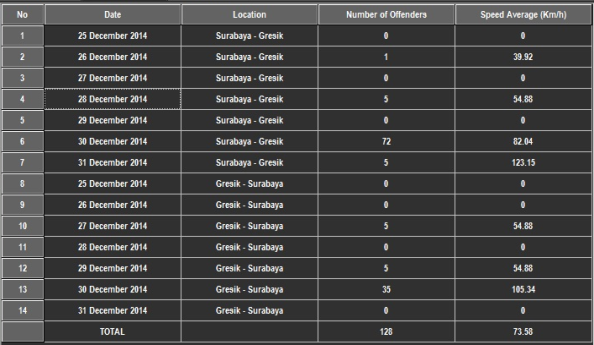 No Date Location Number of Offenders Speed Average (Km/h)
1 25 December 2014 Surabaya - Gresik 0 0
2 26 December 2014 Surabaya - Gresik 1 39.92
3 27 December 2014 Surabaya - Gresik 0 0
4 28 December 2014 Surabaya - Gresik 5 54.88
5 29 December 2014 Surabaya - Gresik 0 0
6 30 December 2014 Surabaya - Gresik 72 82.04
7 31 December 2014 Surabaya - Gresik 5 123.15
8 25 December 2014 Gresik - Surabaya 0 0
9 26 December 2014 Gresik - Surabaya 0 0
10 27 December 2014 Gresik - Surabaya 5 54.88
11 28 December 2014 Gresik - Surabaya 0 0
12 29 December 2014 Gresik - Surabaya 5 54.88
13 30 December 2014 Gresik - Surabaya 35 105.34
14 31 December 2014 Gresik - Surabaya 0 0
TOTAL 128 73.58